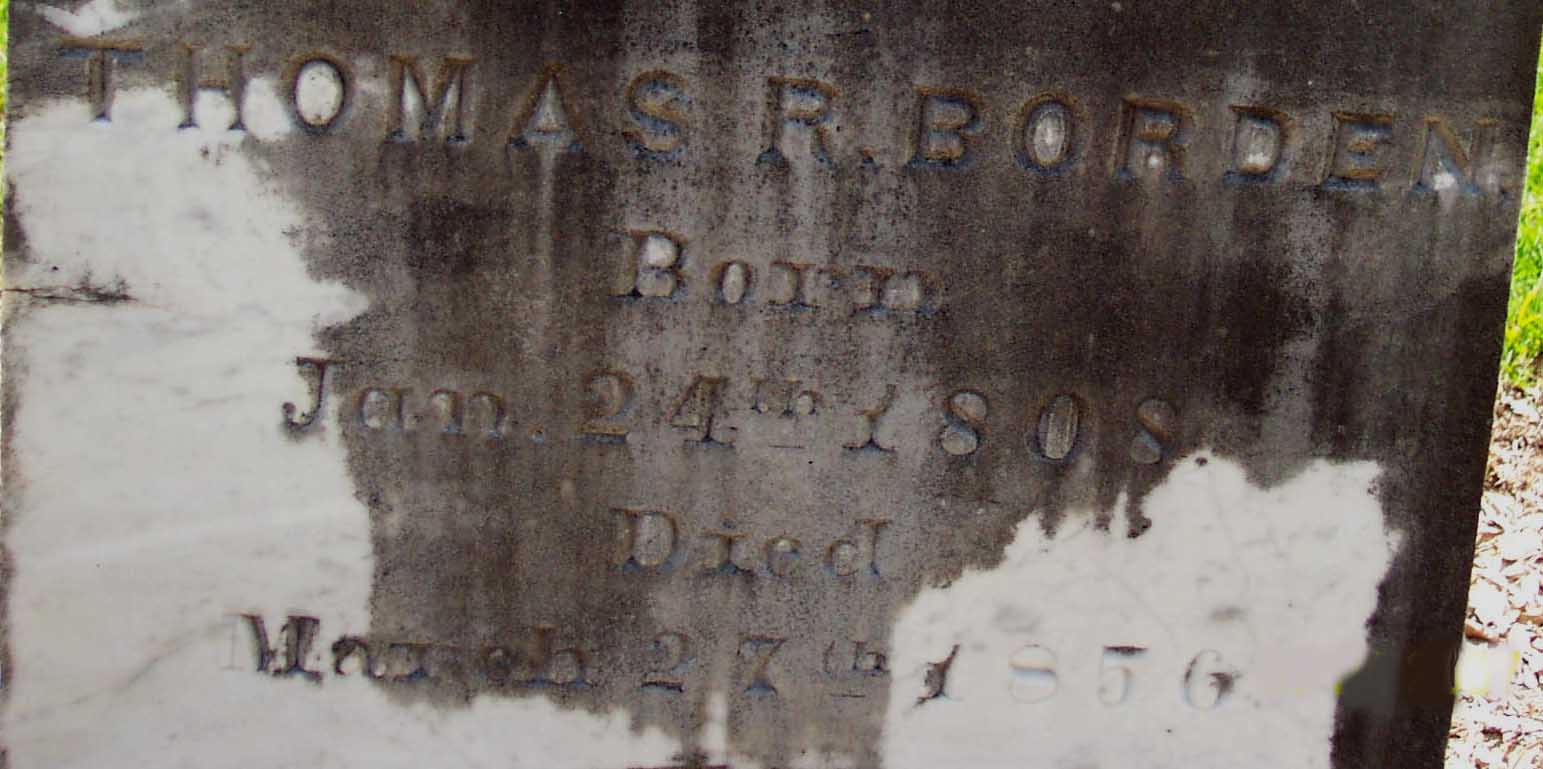 THOMAS R. BORDEN.
Born
Jan. 24th 1808
Died
March 27th 1856.